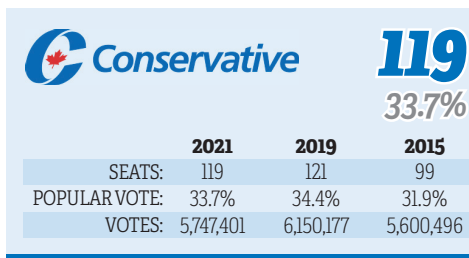 Conservative
119
33.7%
2021 2019 2015
SEATS: 119 121 99
POPULAR VOTE: 33.7% 34.4% 31.9%
VOTES: 5,747,401 6,150,177 5,600,496